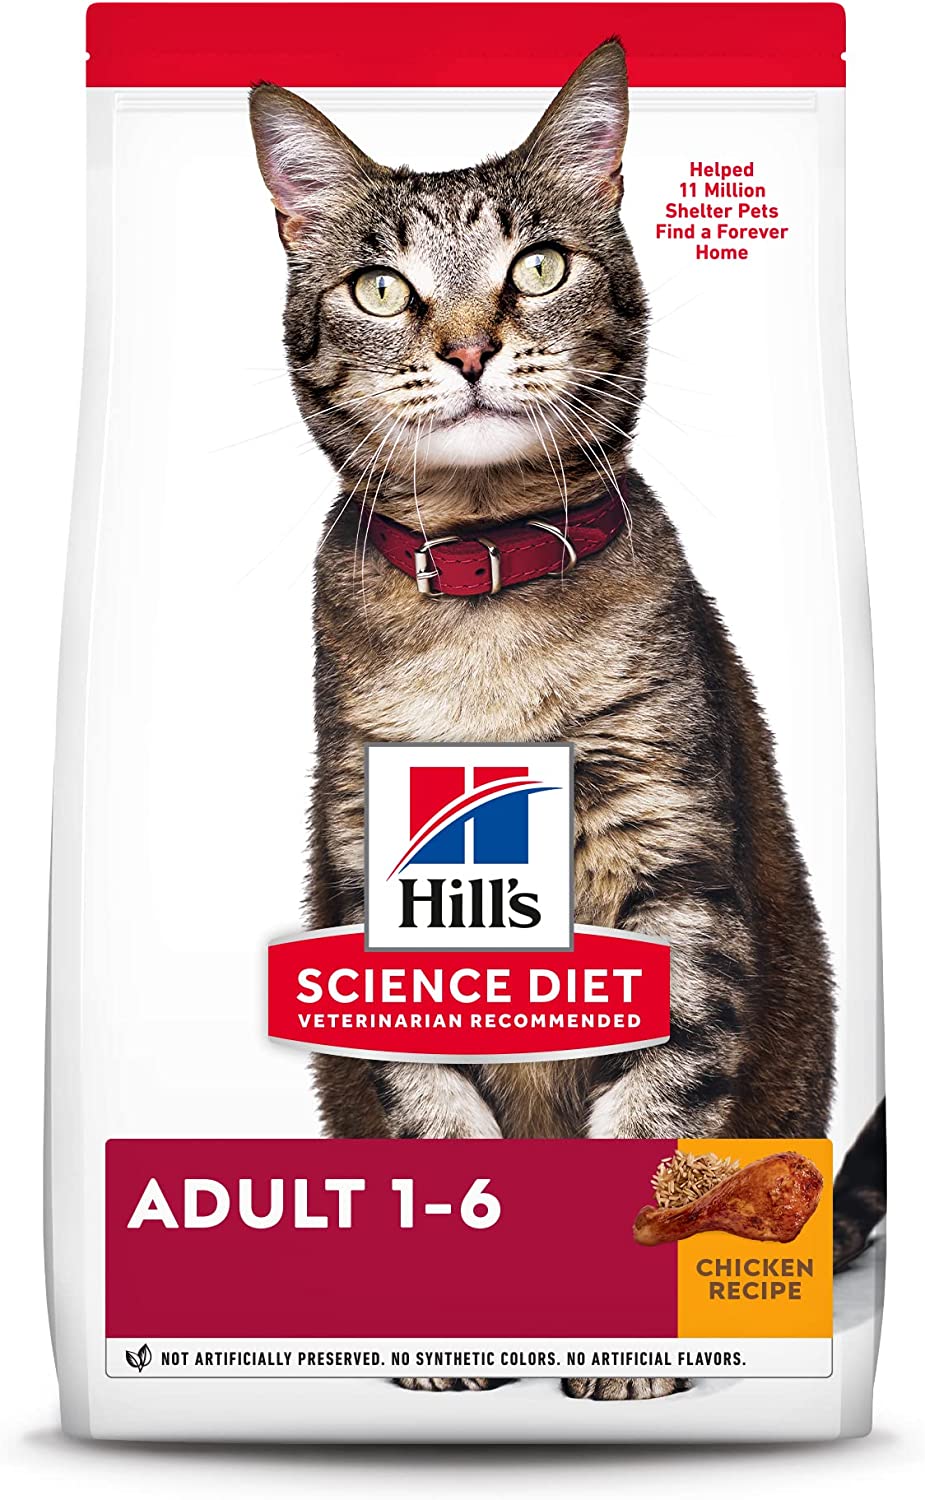 Helped
11 Million
Shelter Pets
Find a Forever
Home
Hill's
SCIENCE DIET
VETERINARIAN RECOMMENDED
ADULT 1-6
CHICKEN
RECIPE
NOT ARTIFICIALLY PRESERVED. NO SYNTHETIC COLORS. NO ARTIFICIAL FLAVORS.